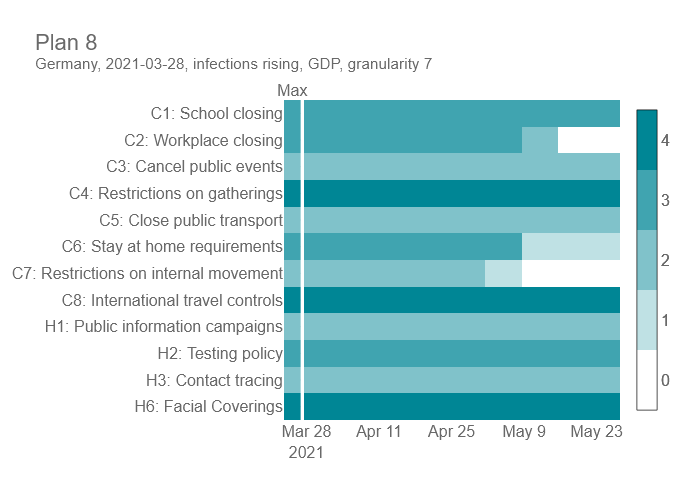 Plan 8
Germany, 2021-03-28, infections rising, GDP, granularity 7
Max
C1: School closing
C2: Workplace closing
C3: Cancel public events
C4: Restrictions on gatherings
C5: Close public transport
C6: Stay at home requirements
C7: Restrictions on internal movement
C8: International travel controls
H1: Public information campaigns
H2: Testing policy
H3: Contact tracing
H6: Facial Coverings
4
3
2
1
0
Mar 28 Apr 11 Apr 25 May 9 May 23
2021